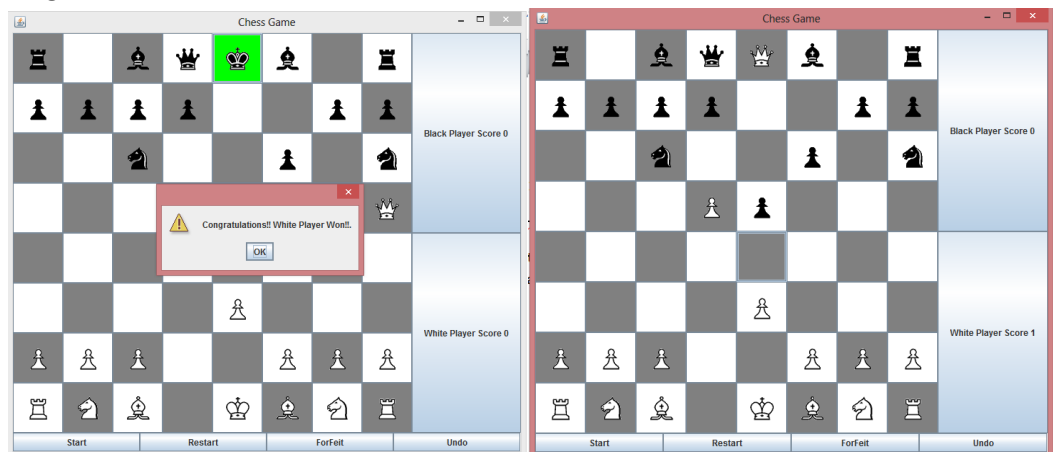 Chess Game
Black Player Score 0
Congratulations!! White Player Won!!.
OK
White Player Score 0
Start
Restart
ForFeit
Undo
Chess Game
Black Player Score 0
White Player Score 1
Start
Restart
ForFeit
Undo